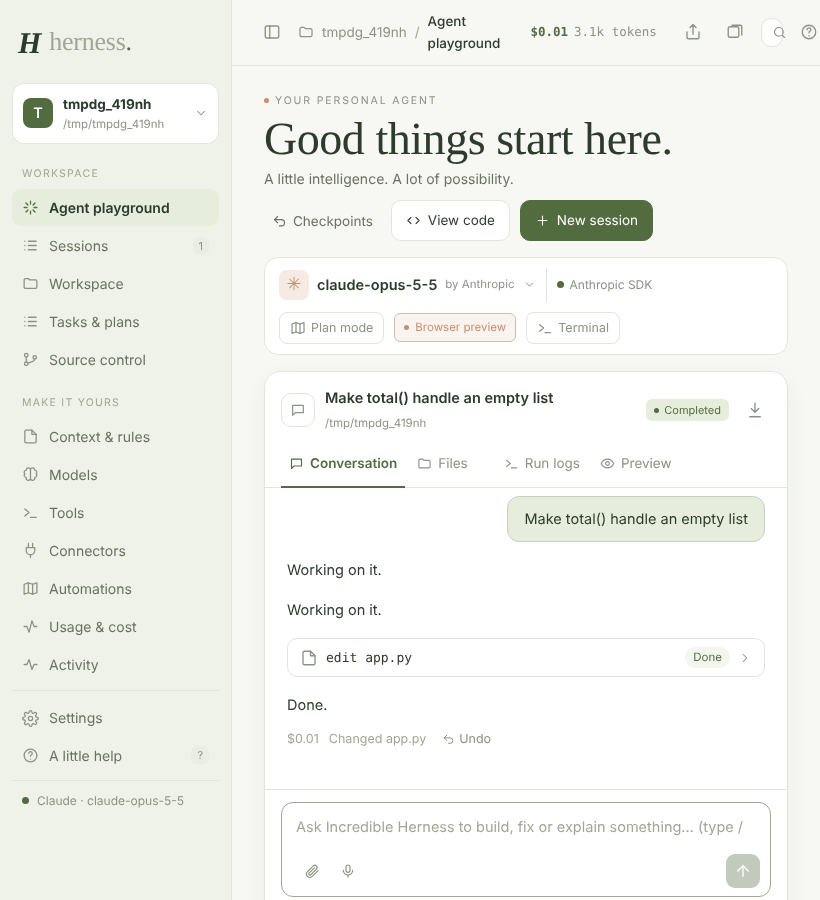 H herness.
T
tmpdg_419nh
/tmp/tmpdg_419nh
WORKSPACE
Agent playground
Sessions 1
Workspace
Tasks & plans
Source control
MAKE IT YOURS
Context & rules
Models
Tools
Connectors
Automations
Usage & cost
Activity
Settings
A little help ?
Claude · claude-opus-5-5
tmpdg_419nh / Agent
playground
$0.01 3.1k tokens
YOUR PERSONAL AGENT
Good things start here.
A little intelligence. A lot of possibility.
Checkpoints
View code
New session
claude-opus-5-5 by Anthropic
Anthropic SDK
Plan mode
Browser preview
Terminal
Make total() handle an empty list
/tmp/tmpdg_419nh
Completed
Conversation Files Run logs Preview
Make total() handle an empty list
Working on it.
Working on it.
edit app.py Done
Done.
$0.01 Changed app.py Undo
Ask Incredible Herness to build, fix or explain something... (type /